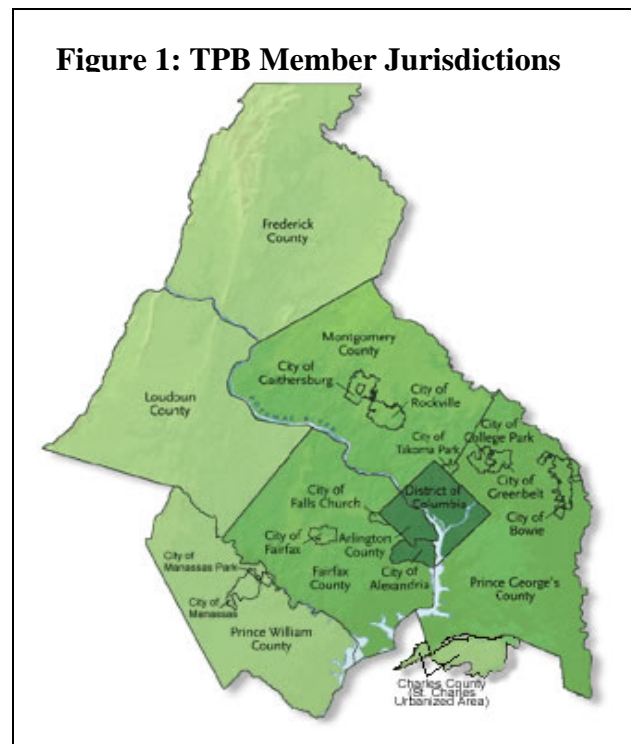 Figure 1: TPB Member Jurisdictions
Frederick
County
Montgomery
County
City of
Gaithersburg
City of
Rockville
Loudoun
County
POTOMAC RIVER
City of
Takoma Park
City of
College Park
City of
Greenbelt
City of
Bowie
District of
Columbia
City of
Falls Church
City of
Fairfax
Arlington
County
City of
Alexandria
Fairfax
County
Prince George's
County
City of
Manassas Park
City of
Manassas
Prince William
County
Charles County
(St. Charles
Urbanized Area)